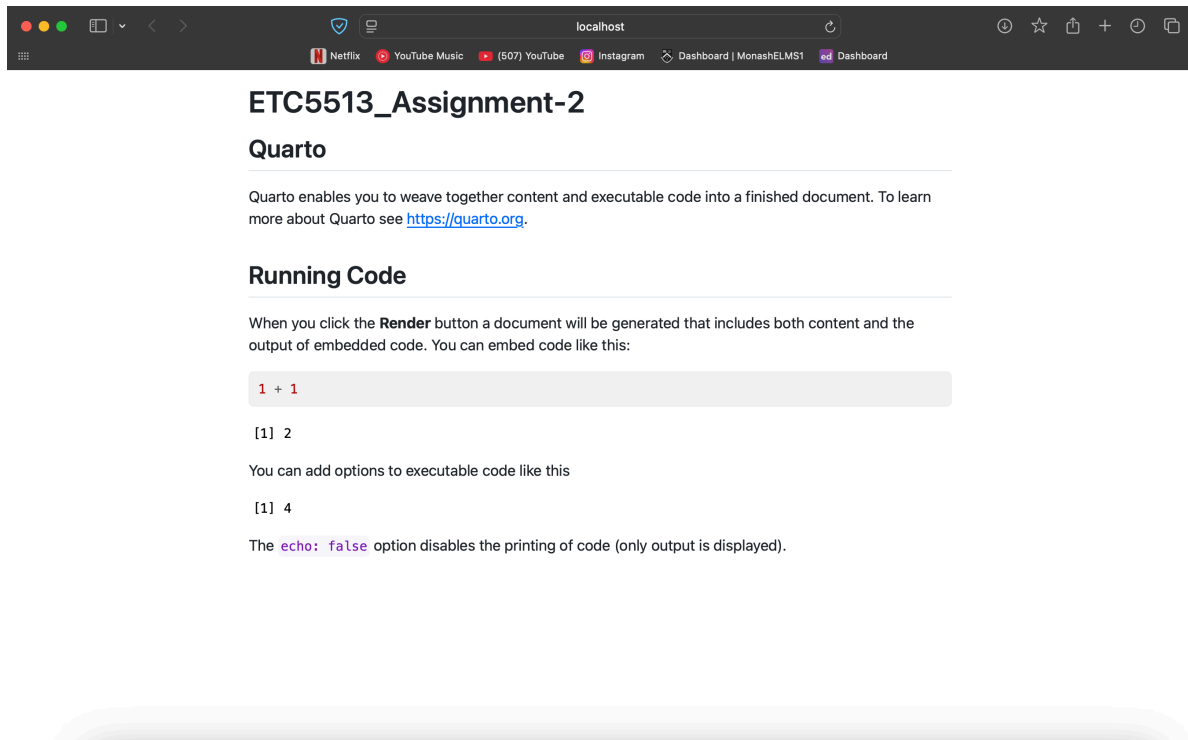 localhost
Netflix YouTube Music (507) YouTube Instagram Dashboard | MonashELMS1 ed Dashboard
ETC5513_Assignment-2
Quarto
Quarto enables you to weave together content and executable code into a finished document. To learn
more about Quarto see https://quarto.org.
Running Code
When you click the Render button a document will be generated that includes both content and the
output of embedded code. You can embed code like this:
1 + 1
[1] 2
You can add options to executable code like this
[1] 4
The echo: false option disables the printing of code (only output is displayed).